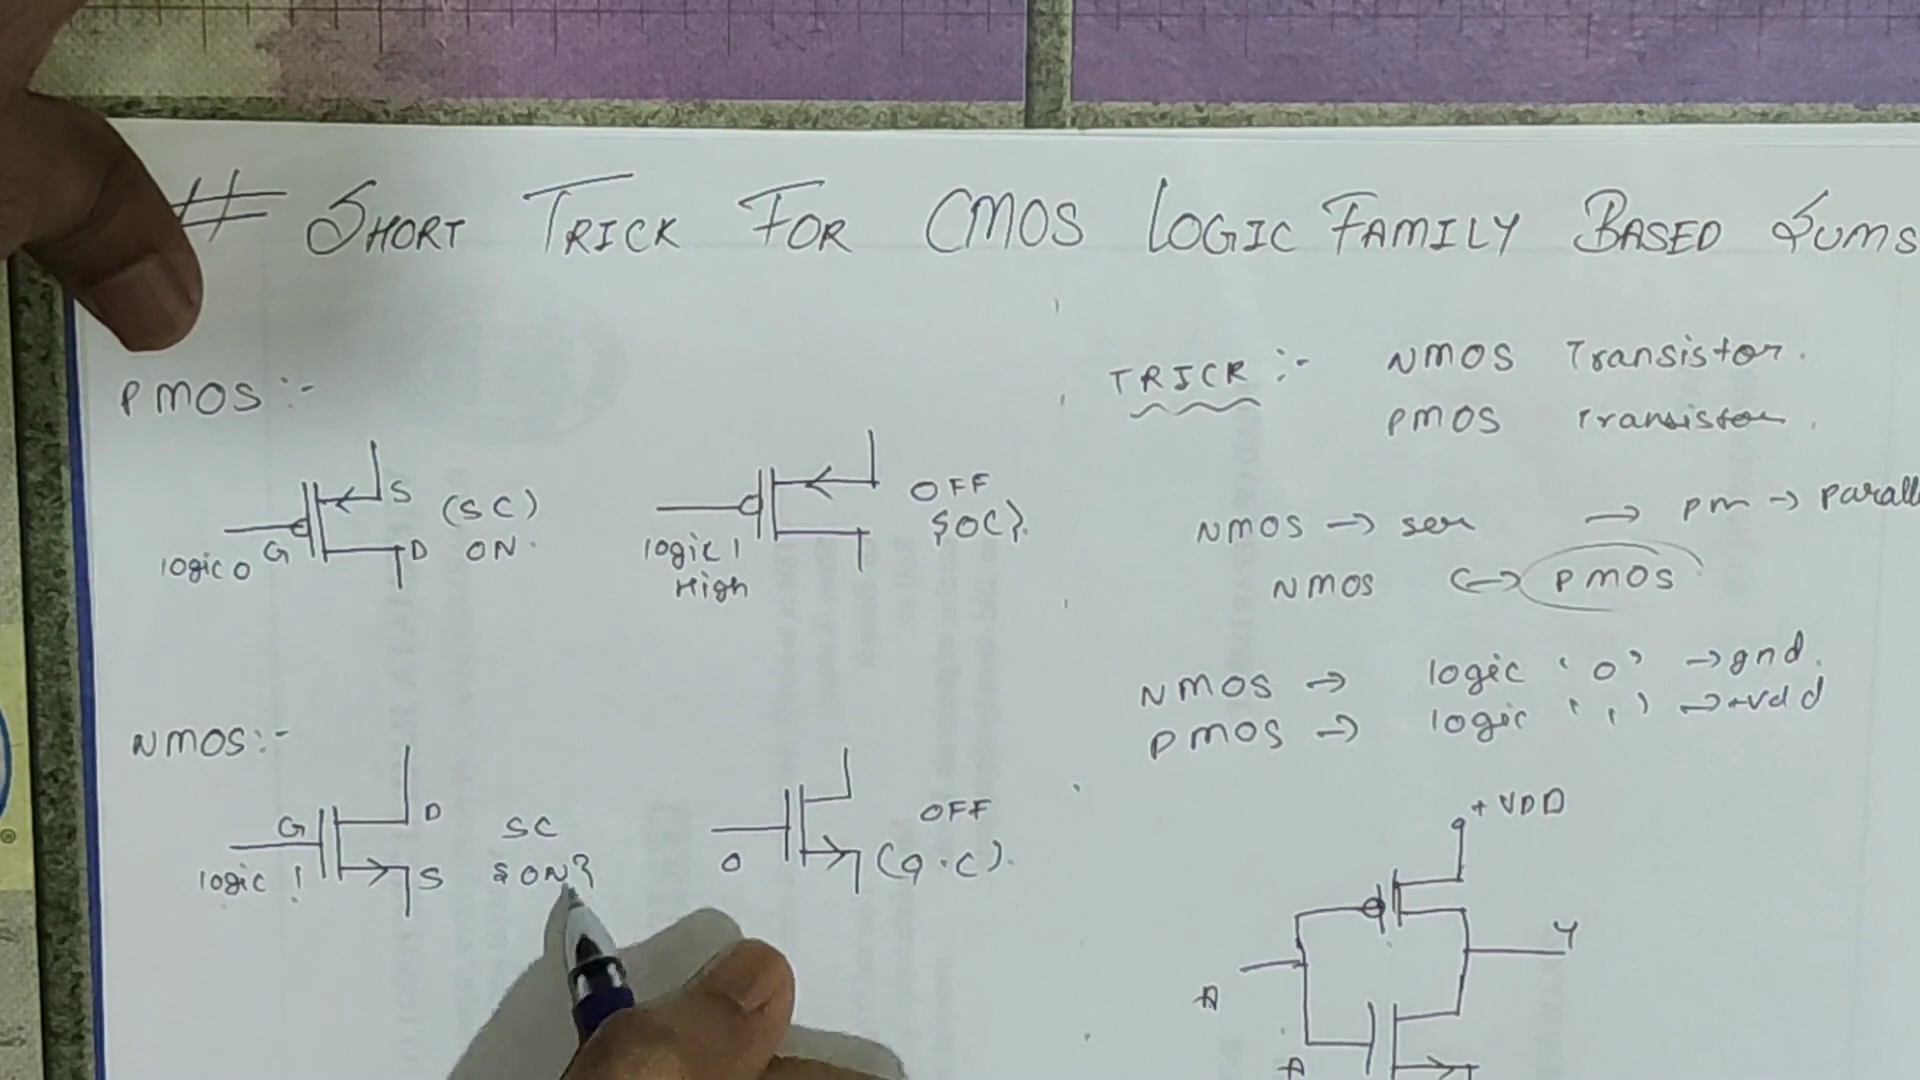 # SHORT TRICK FOR CMOS LOGIC FAMILY BASED SUMS
PMOS :-
S
(SC)
G
D
ON.
logic 0
OFF
{OC}.
logic 1
High
NMOS :-
G
D
SC
logic 1
S
{ON}
OFF
0
(O.C).
TRICK :- NMOS Transistor.
PMOS Transistor.
NMOS → ser → pm → parall
NMOS ↔ PMOS
NMOS → logic '0' → gnd.
PMOS → logic '1' → +vdd
+ VDD
Y
A
A